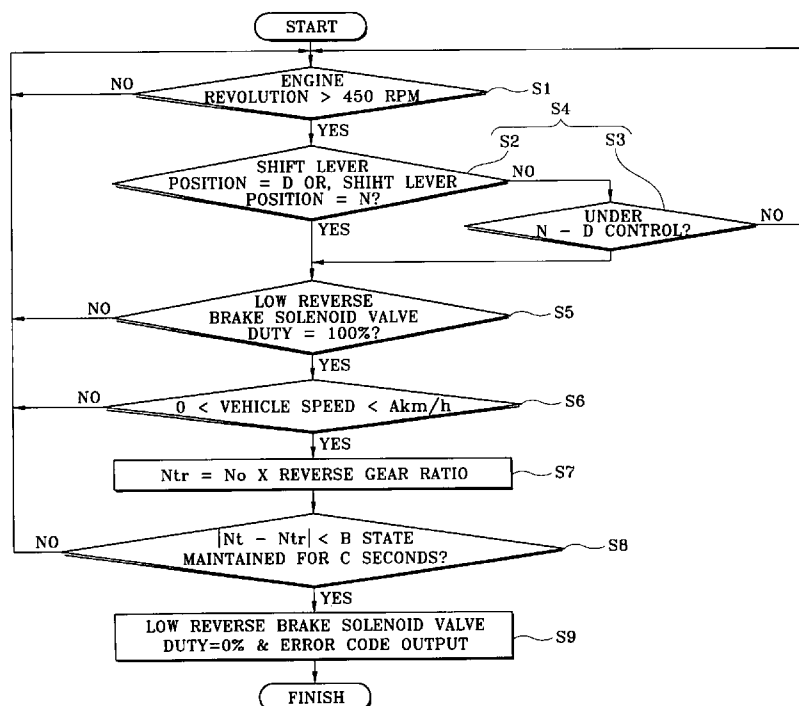 START
NO
ENGINE
REVOLUTION > 450 RPM
S1
YES
S4
S2
S3
SHIFT LEVER
POSITION = D OR, SHIHT LEVER
POSITION = N?
NO
YES
UNDER
N - D CONTROL?
NO
NO
LOW REVERSE
BRAKE SOLENOID VALVE
DUTY = 100%?
S5
YES
NO
0 < VEHICLE SPEED < Akm/h
S6
YES
Ntr = No X REVERSE GEAR RATIO
S7
NO
|Nt - Ntr| < B STATE
MAINTAINED FOR C SECONDS?
S8
YES
LOW REVERSE BRAKE SOLENOID VALVE
DUTY=0% & ERROR CODE OUTPUT
S9
FINISH